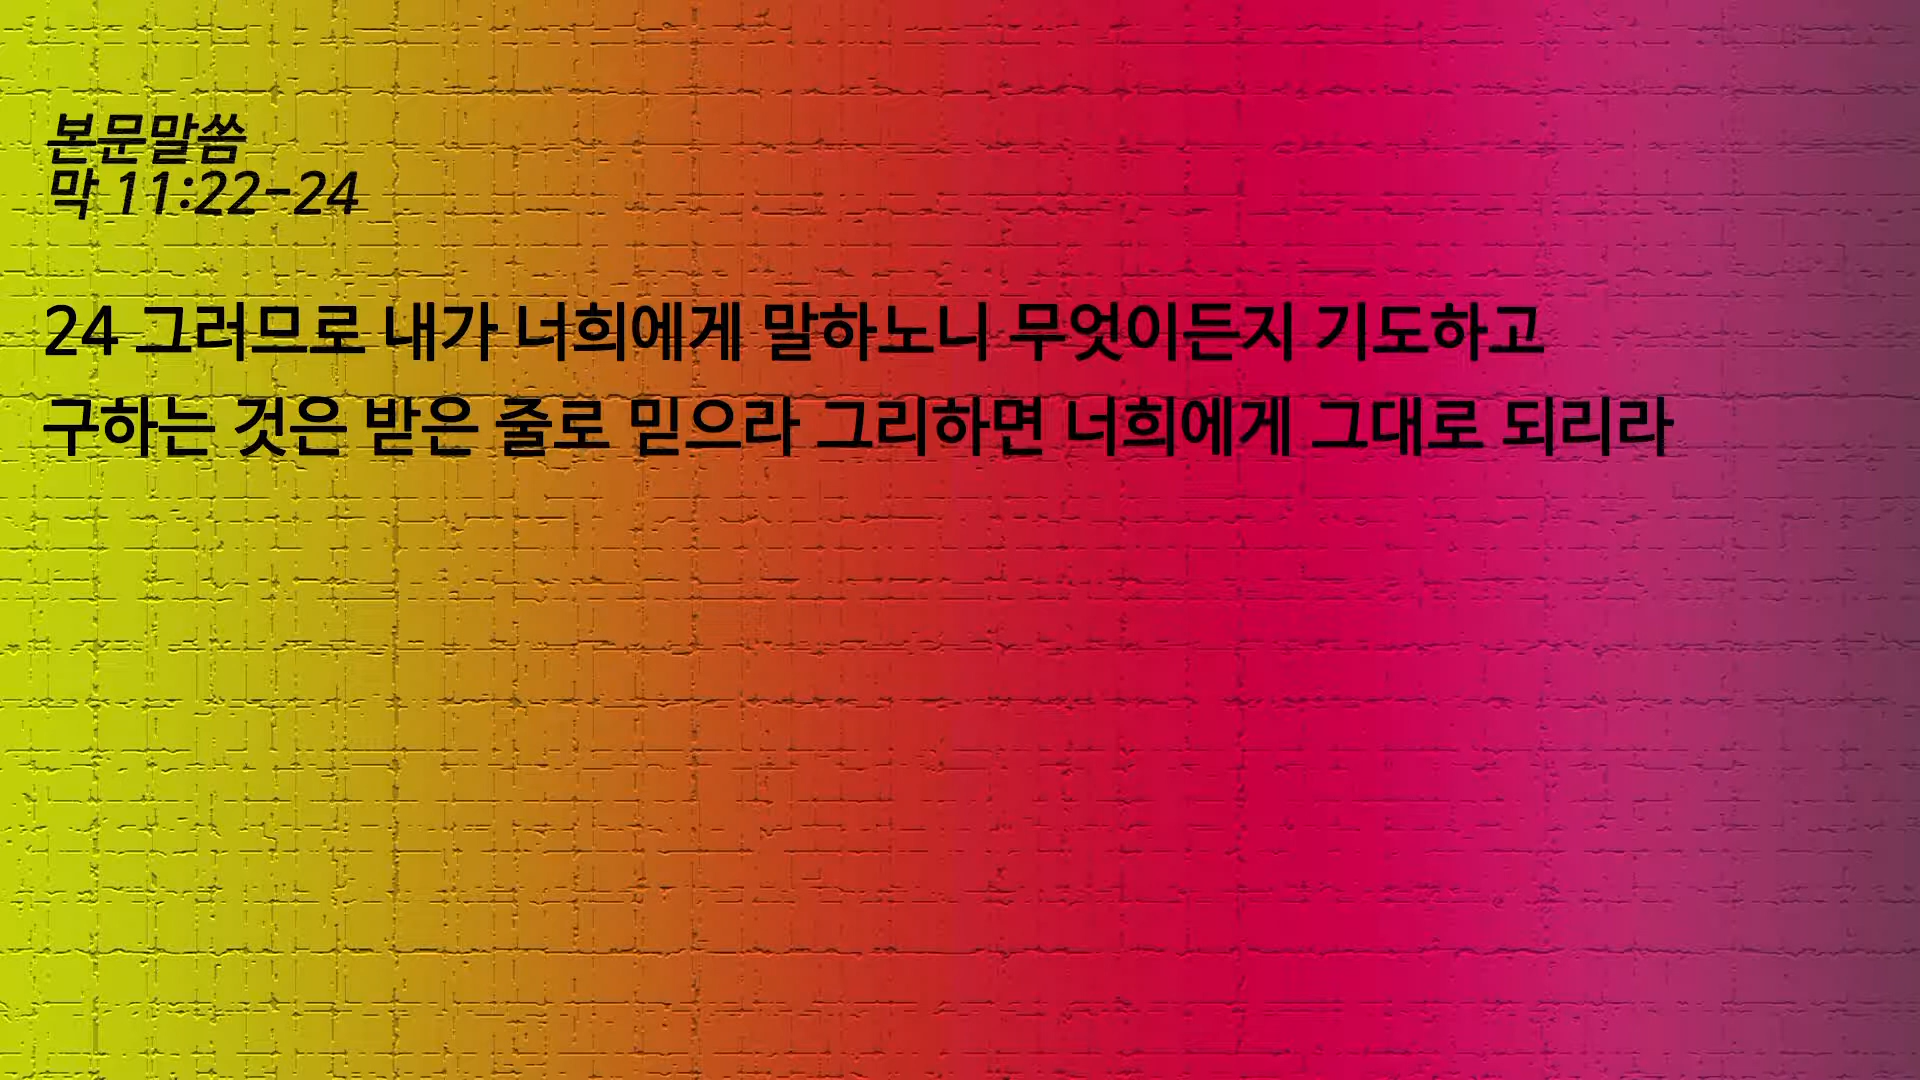 본문말씀
막 11:22-24
24 그러므로 내가 너희에게 말하노니 무엇이든지 기도하고
구하는 것은 받은 줄로 믿으라 그리하면 너희에게 그대로 되리라